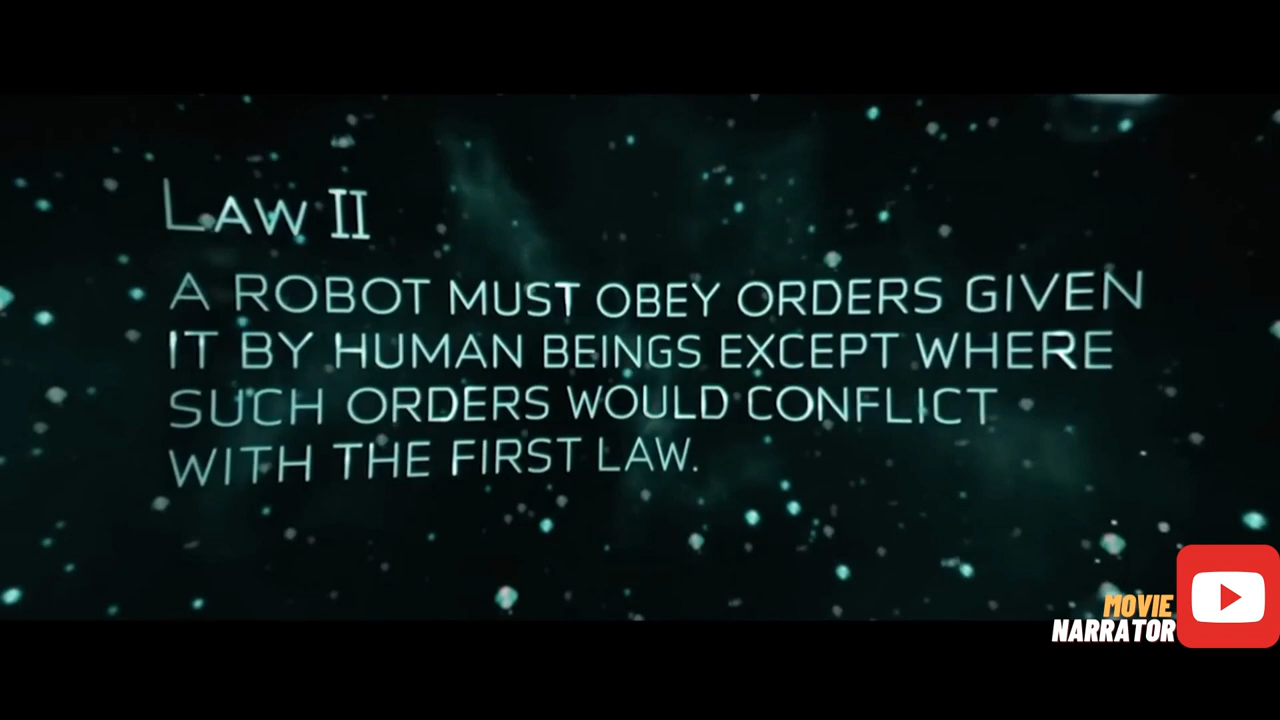 LAW II
A ROBOT MUST OBEY ORDERS GIVEN
IT BY HUMAN BEINGS EXCEPT WHERE
SUCH ORDERS WOULD CONFLICT
WITH THE FIRST LAW.
MOVIE
NARRATOR